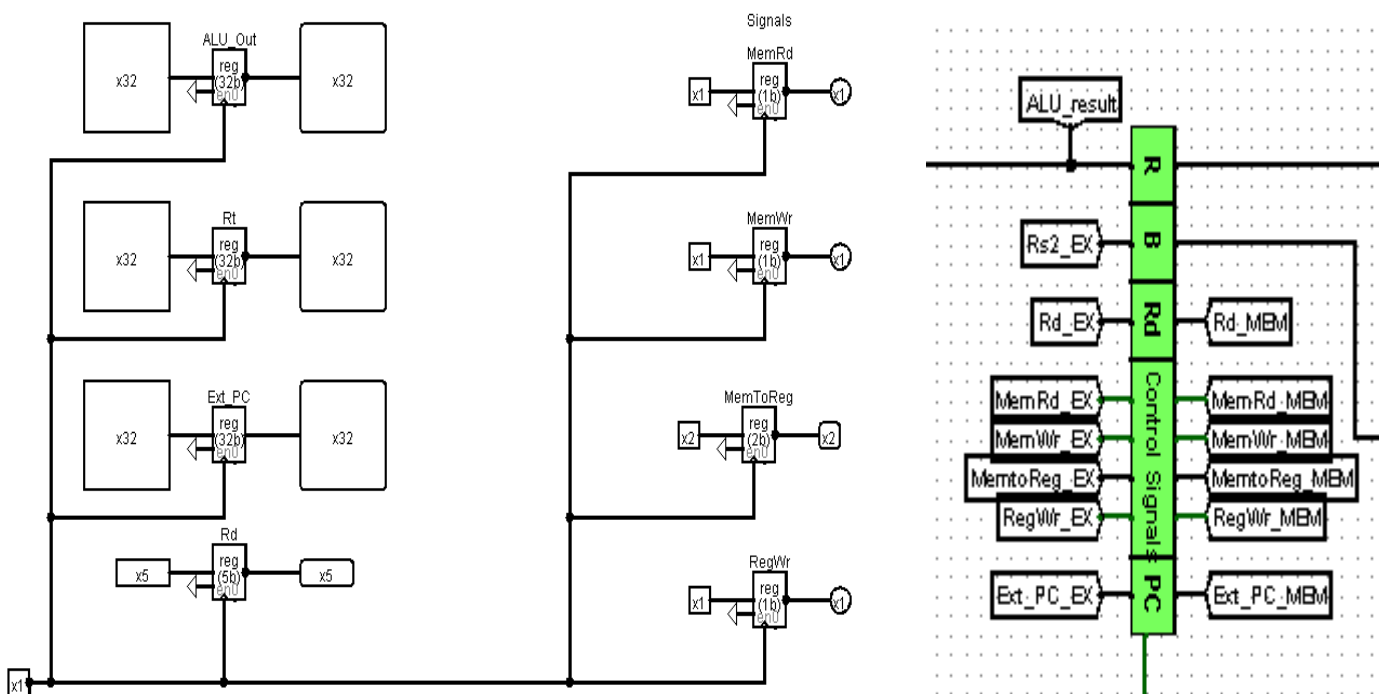 Signals
ALU_Out
MemRd
x32
reg
(32b)
en0
x32
x1
reg
(1b)
en0
x1
Rt
MemWr
x32
reg
(32b)
en0
x32
x1
reg
(1b)
en0
x1
Ext_PC
MemToReg
x32
reg
(32b)
en0
x32
x2
reg
(2b)
en0
x2
Rd
RegWr
x5
reg
(5b)
en0
x5
x1
reg
(1b)
en0
x1
x1
ALU_result
R
Rs2_EX
B
Rd_EX
Rd
Rd_MEM
Control Signals
MemRd_EX
MemRd_MEM
MemWr_EX
MemWr_MEM
MemtoReg_EX
MemtoReg_MEM
RegWr_EX
RegWr_MEM
Ext_PC_EX
PC
Ext_PC_MEM